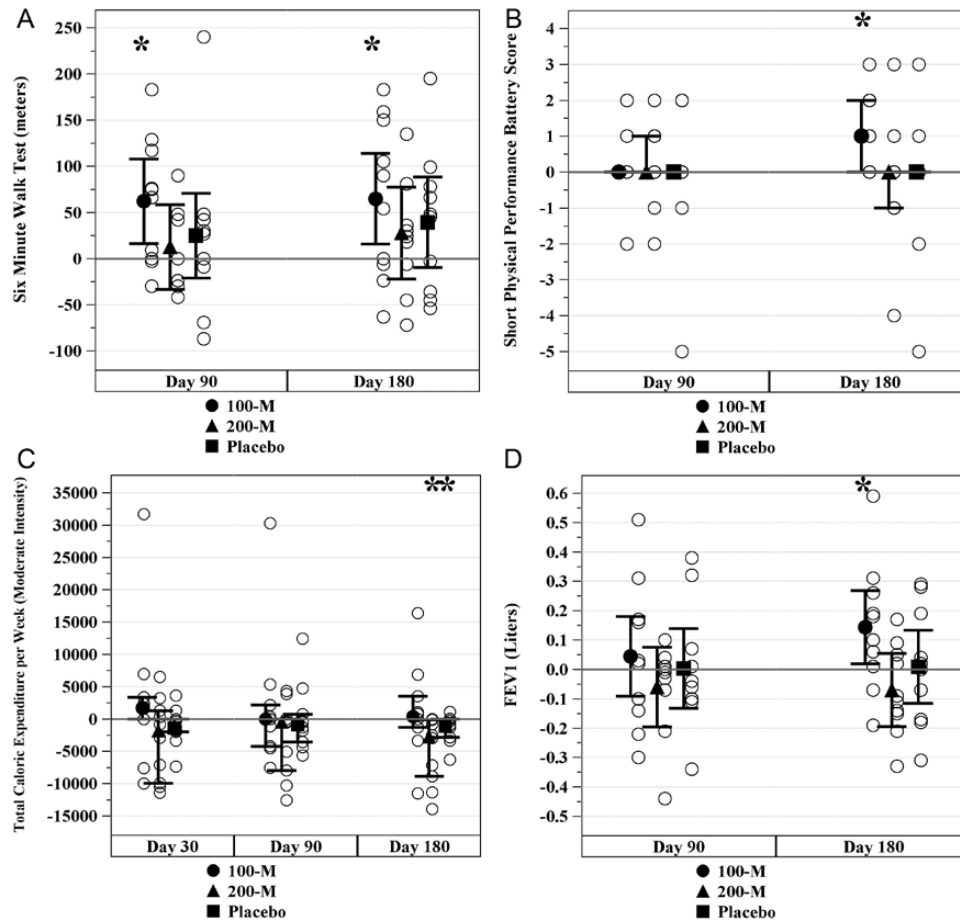 A
Six Minute Walk Test (meters)
250
200
150
100
50
0
-50
-100
*
*
Day 90
Day 180
100-M
200-M
Placebo
B
Short Physical Performance Battery Score
4
3
2
1
0
-1
-2
-3
-4
-5
*
Day 90
Day 180
100-M
200-M
Placebo
C
Total Caloric Expenditure per Week (Moderate Intensity)
35000
30000
25000
20000
15000
10000
5000
0
-5000
-10000
-15000
**
Day 30
Day 90
Day 180
100-M
200-M
Placebo
D
FEV1 (Liters)
0.6
0.5
0.4
0.3
0.2
0.1
0.0
-0.1
-0.2
-0.3
-0.4
-0.5
*
Day 90
Day 180
100-M
200-M
Placebo